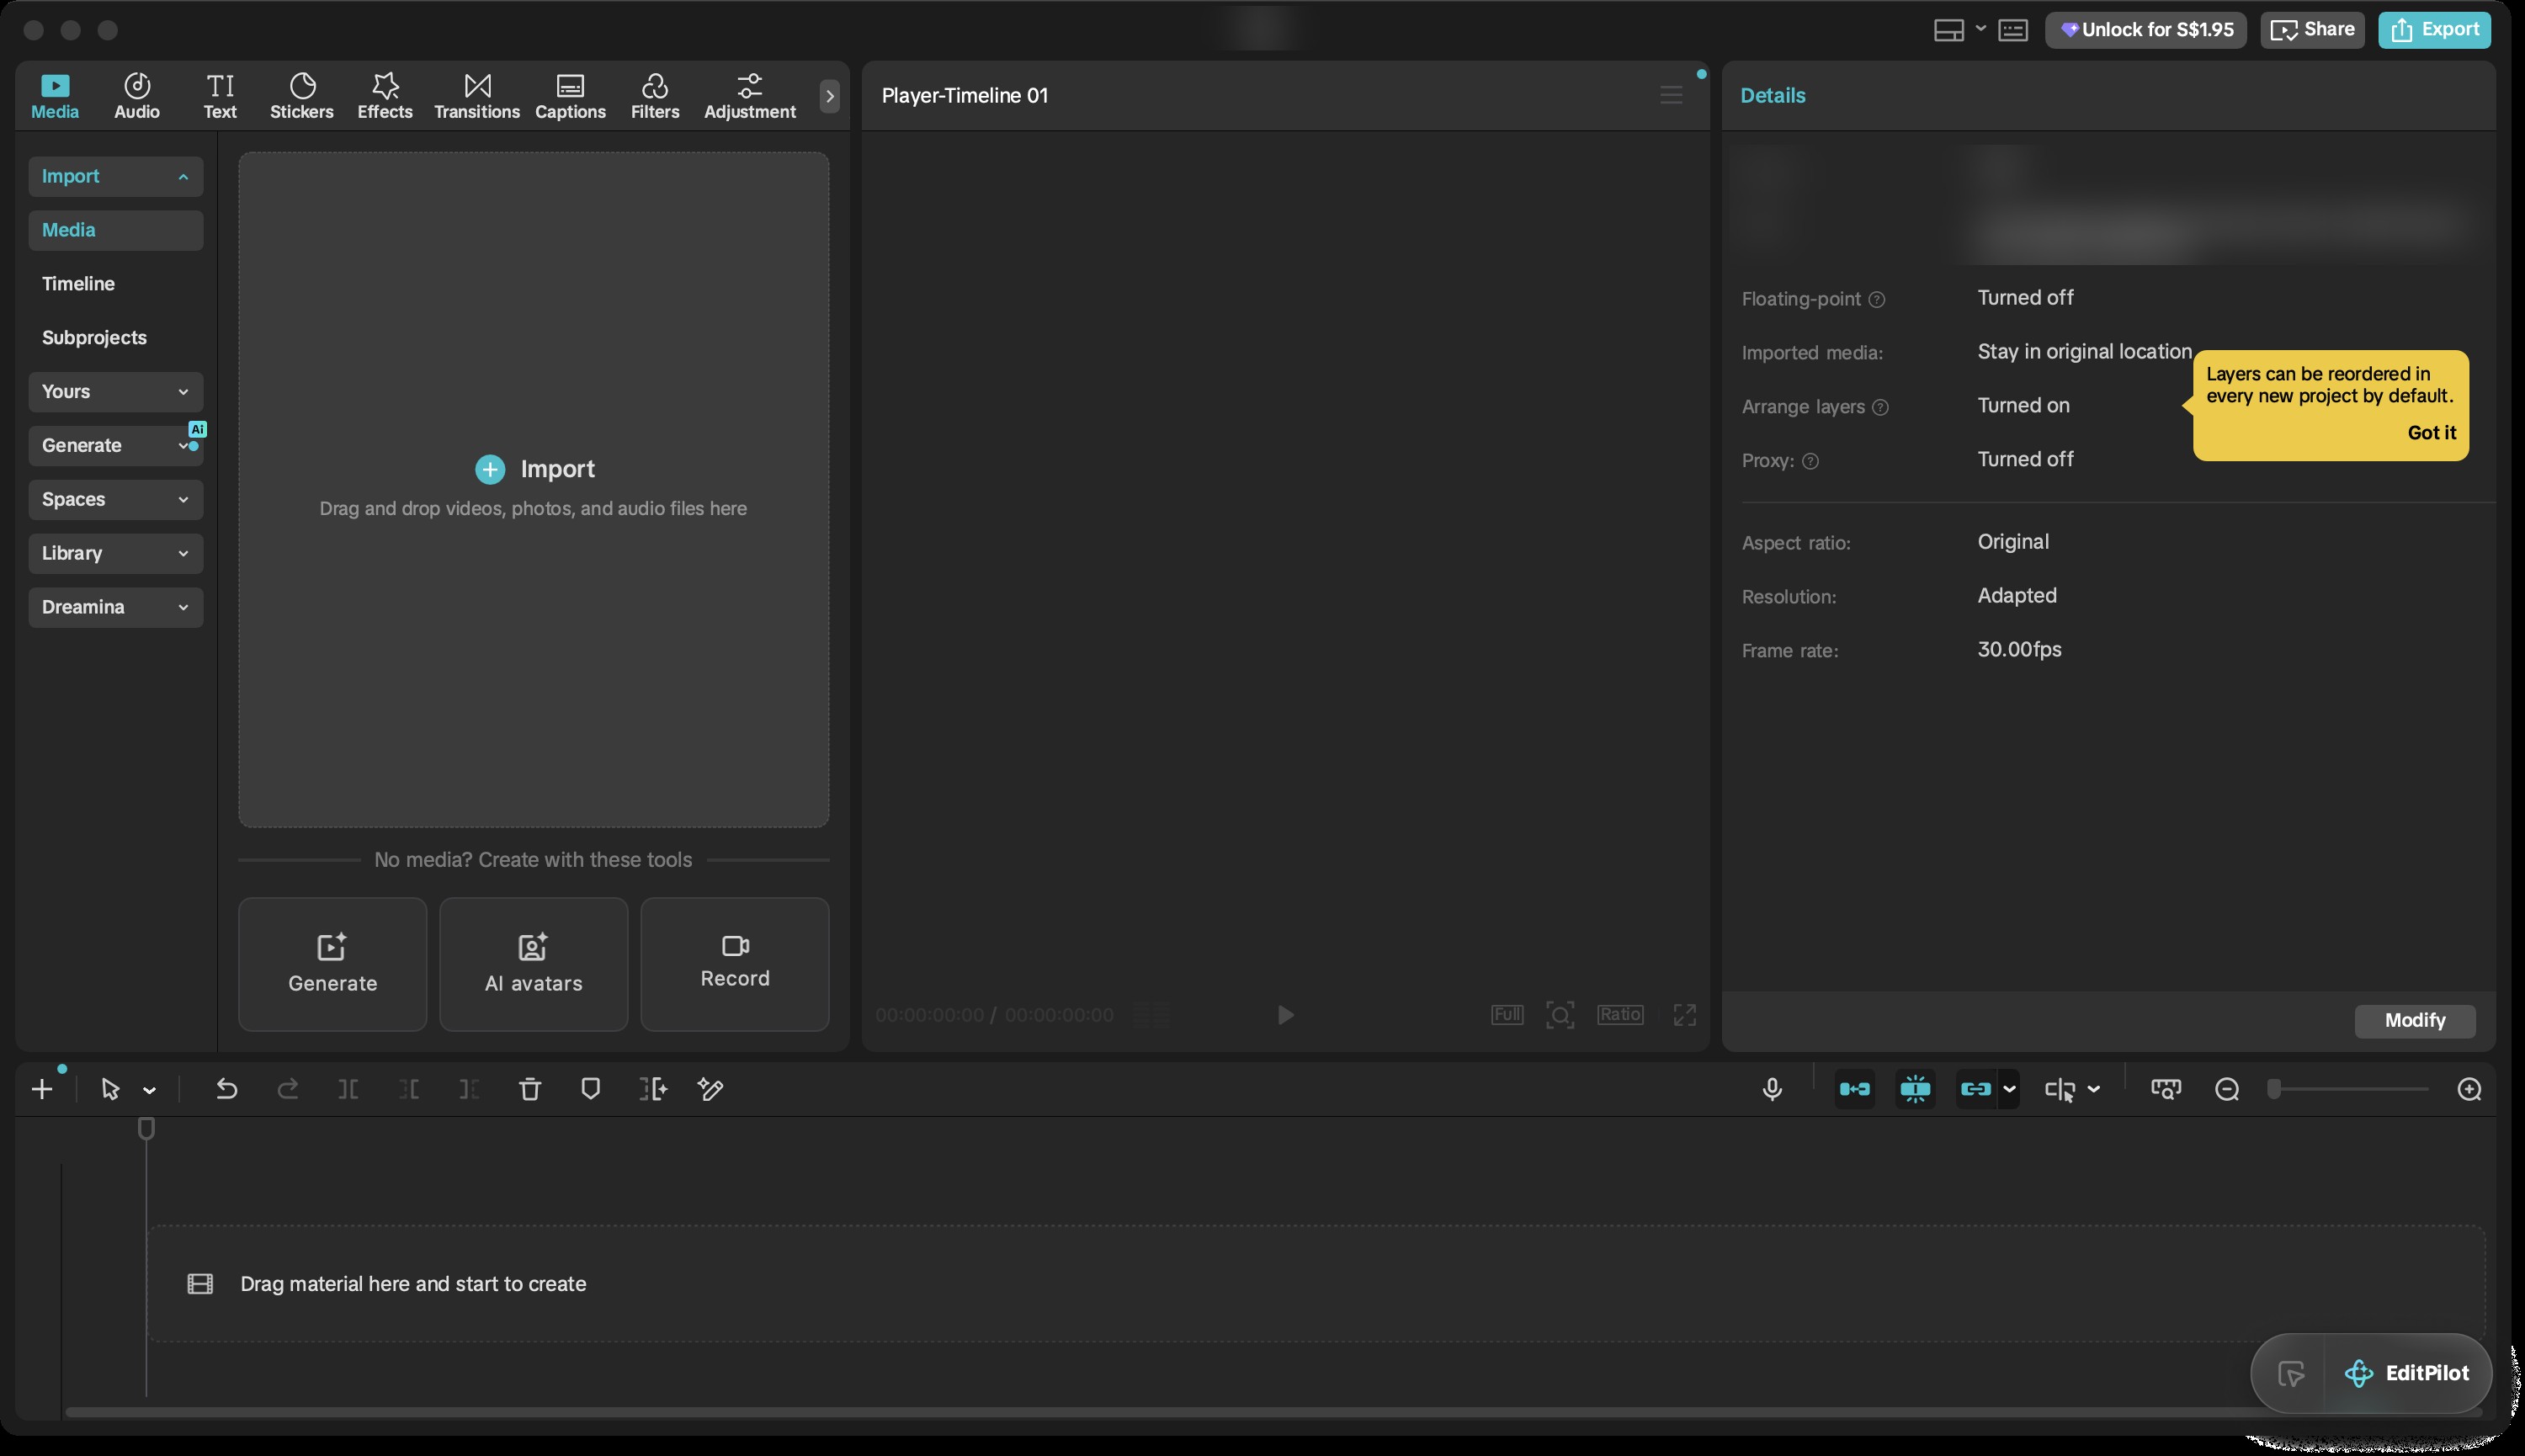 Unlock for S$1.95
Share
Export
Media
Audio
TI
Text
Stickers
Effects
Transitions
Captions
Filters
Adjustment
Import
Media
Timeline
Subprojects
Yours
Generate
Ai
Spaces
Library
Dreamina
Import
Drag and drop videos, photos, and audio files here
No media? Create with these tools
Generate
AI avatars
Record
Player-Timeline 01
00:00:00:00 / 00:00:00:00
Full
Ratio
Details
Floating-point ?
Turned off
Imported media:
Stay in original location
Arrange layers ?
Turned on
Proxy: ?
Turned off
Layers can be reordered in
every new project by default.
Got it
Aspect ratio:
Original
Resolution:
Adapted
Frame rate:
30.00fps
Modify
Drag material here and start to create
EditPilot